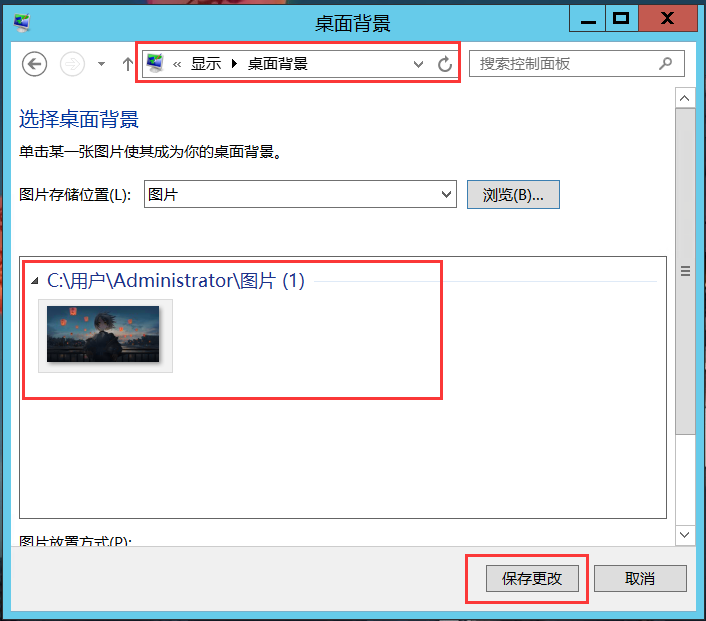 桌面背景
« 显示 桌面背景
搜索控制面板
选择桌面背景
单击某一张图片使其成为你的桌面背景。
图片存储位置(L): 图片 浏览(B)...
C:\用户\Administrator\图片 (1)
图片放置方式(P):
保存更改 取消